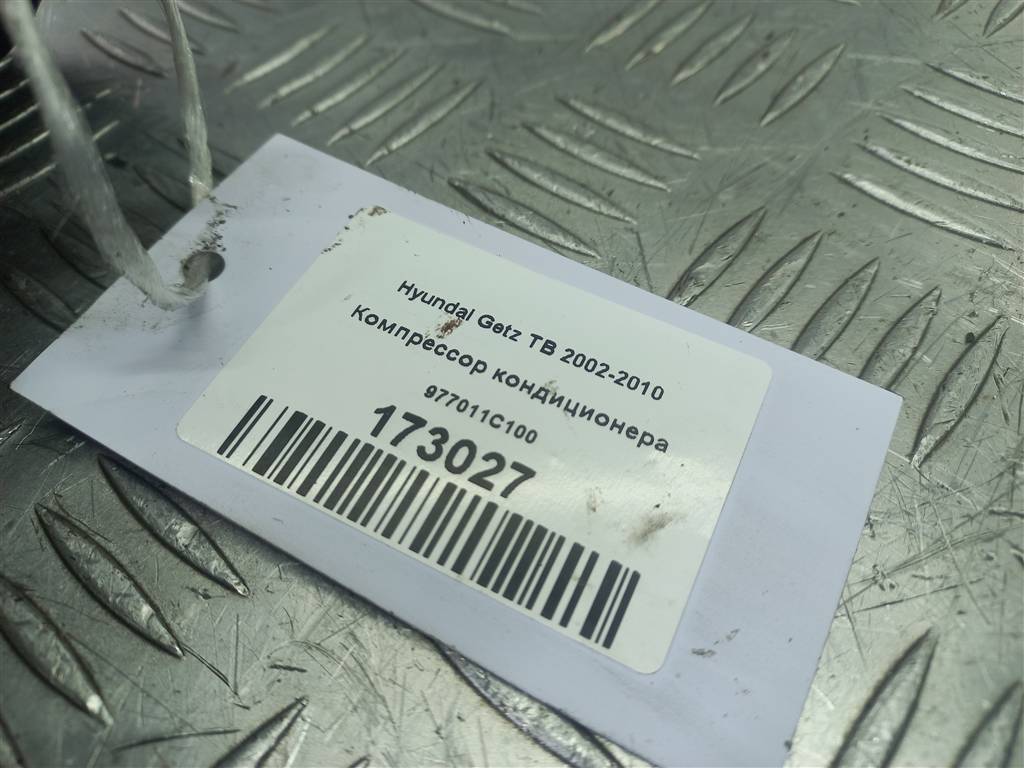 Hyundai Getz TB 2002-2010
Компрессор кондиционера
977011C100
173027